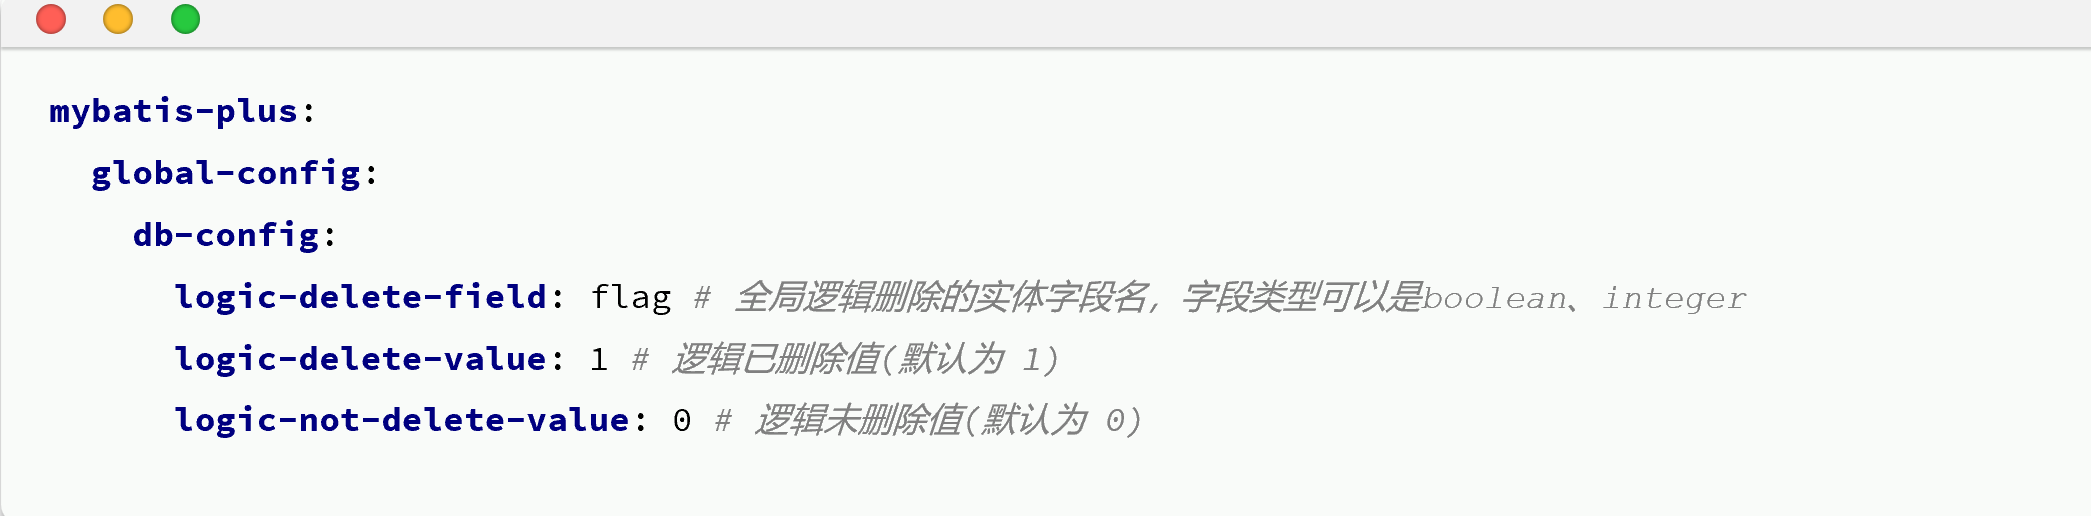 mybatis-plus:
global-config:
db-config:
logic-delete-field: flag # 全局逻辑删除的实体字段名, 字段类型可以是boolean、integer
logic-delete-value: 1 # 逻辑已删除值(默认为 1)
logic-not-delete-value: 0 # 逻辑未删除值(默认为 0)